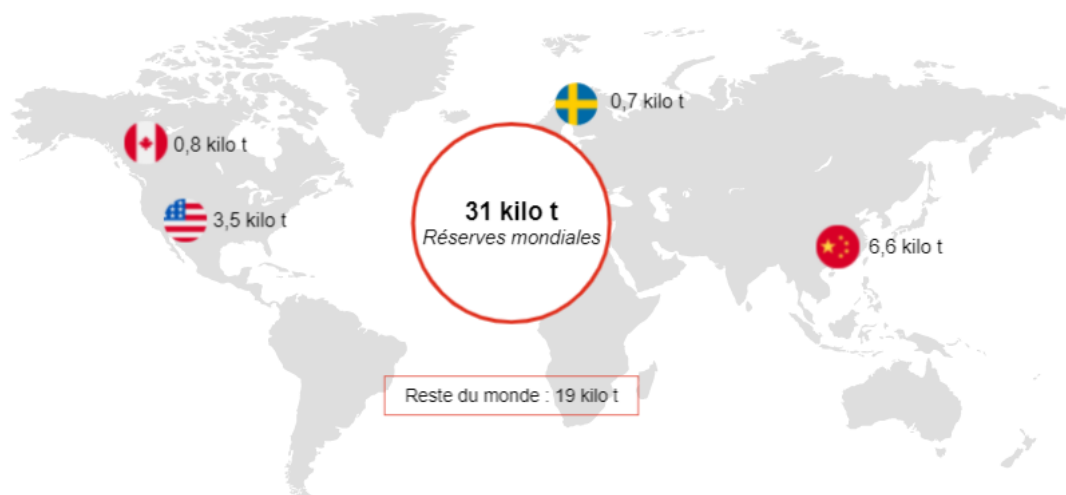 0,7 kilo t
0,8 kilo t
31 kilo t
3,5 kilo t
Réserves mondiales
6,6 kilo t
Reste du monde : 19 kilo t